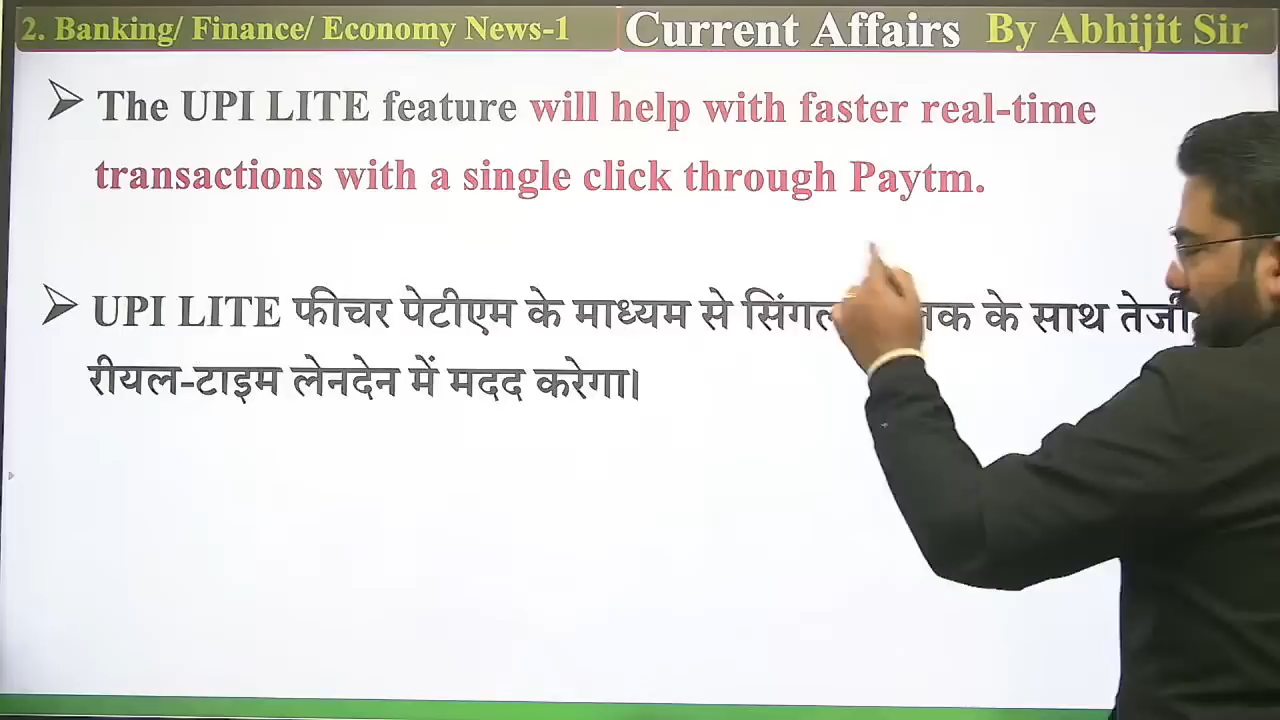 2. Banking/ Finance/ Economy News-1
Current Affairs By Abhijit Sir
The UPI LITE feature will help with faster real-time
transactions with a single click through Paytm.
UPI LITE फीचर पेटीएम के माध्यम से के साथ
रीयल-टाइम लेनदेन में मदद करेगा।